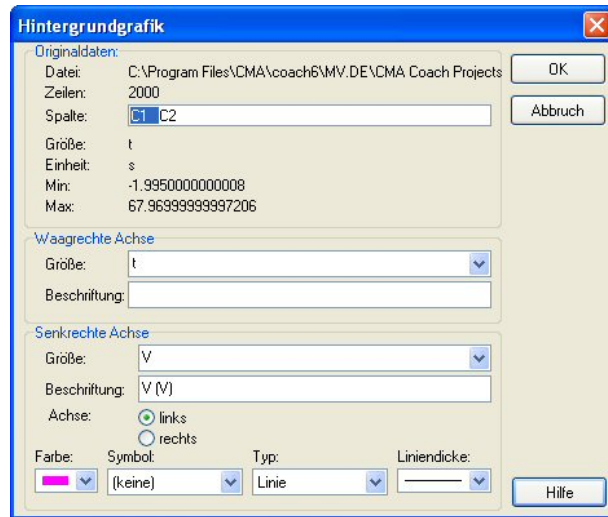 Hintergrundgrafik
Originaldaten:
Datei: C:\Program Files\CMA\coach6\MV.DE\CMA Coach Projects
Zeilen: 2000
Spalte: C1 C2
Größe: t
Einheit: s
Min: -1.9950000000008
Max: 67.96999999997206
OK
Abbruch
Waagrechte Achse
Größe: t
Beschriftung:
Senkrechte Achse
Größe: V
Beschriftung: V (V)
Achse: links
rechts
Farbe: Symbol: Typ: Liniendicke:
(keine) Linie
Hilfe